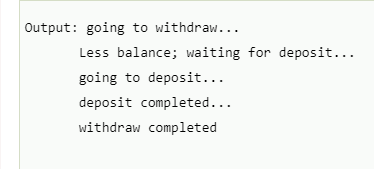 Output: going to withdraw...
Less balance; waiting for deposit...
going to deposit...
deposit completed...
withdraw completed